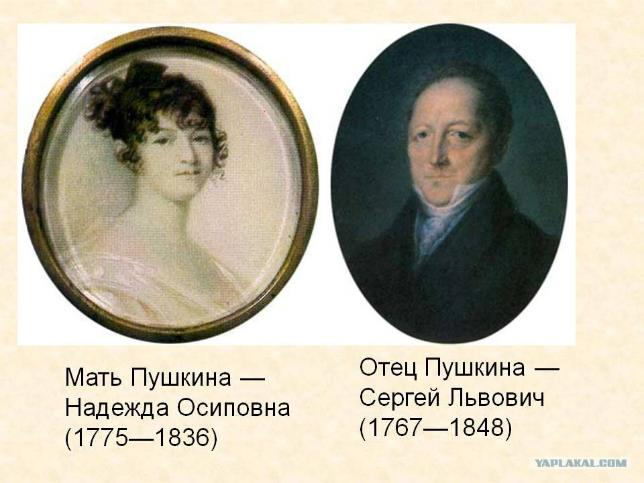 Мать Пушкина —
Надежда Осиповна
(1775—1836)
Отец Пушкина —
Сергей Львович
(1767—1848)
YAPLAKAL.COM